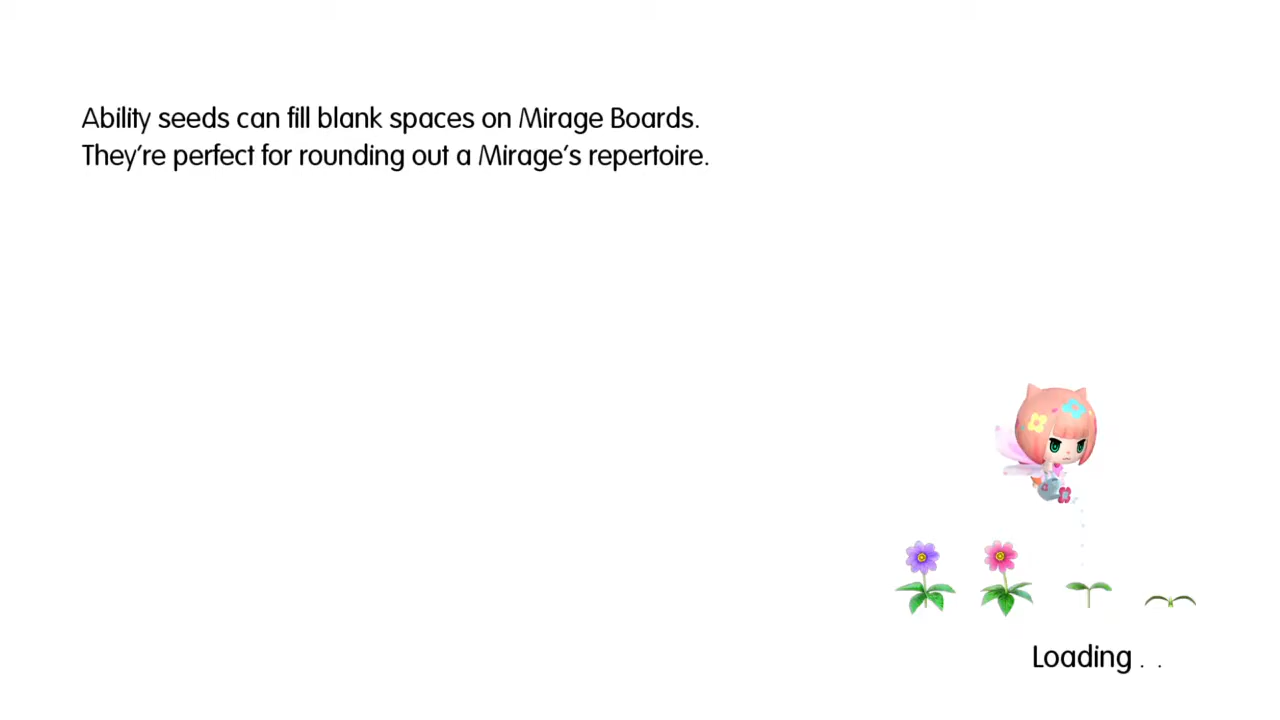 Ability seeds can fill blank spaces on Mirage Boards.
They're perfect for rounding out a Mirage's repertoire.
Loading . .